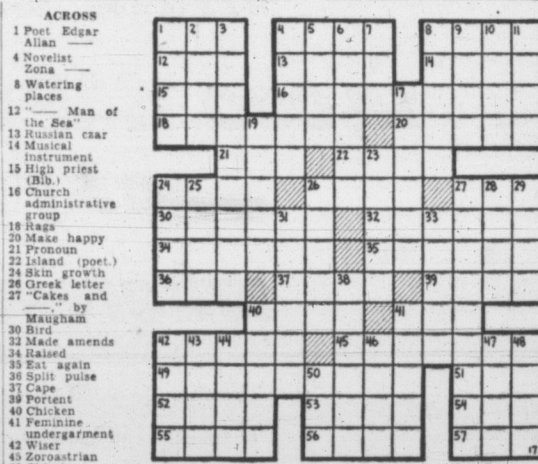 ACROSS
1 Poet Edgar
Allan —
4 Novelist
Zona —
8 Watering
places
12 "— Man of
the Sea"
13 Russian czar
14 Musical
instrument
15 High priest
(Bib.)
16 Church
administrative
group
18 Rags
20 Make happy
21 Pronoun
22 Island (poet.)
24 Skin growth
26 Greek letter
27 "Cakes and
—," by
Maugham
30 Bird
32 Made amends
34 Raised
35 Eat again
36 Split pulse
37 Cape
39 Portent
40 Chicken
41 Feminine
undergarment
42 Wiser
45 Zoroastrian
1 2 3 4 5 6 7 8 9 10 11
12 13 14
15 16 17
18 19 20
21 22 23
24 25 26 27 28 29
30 31 32 33
34 35
36 37 38 39
40 41
42 43 44 45 46 47 48
49 50 51
52 53 54
55 56 57
17